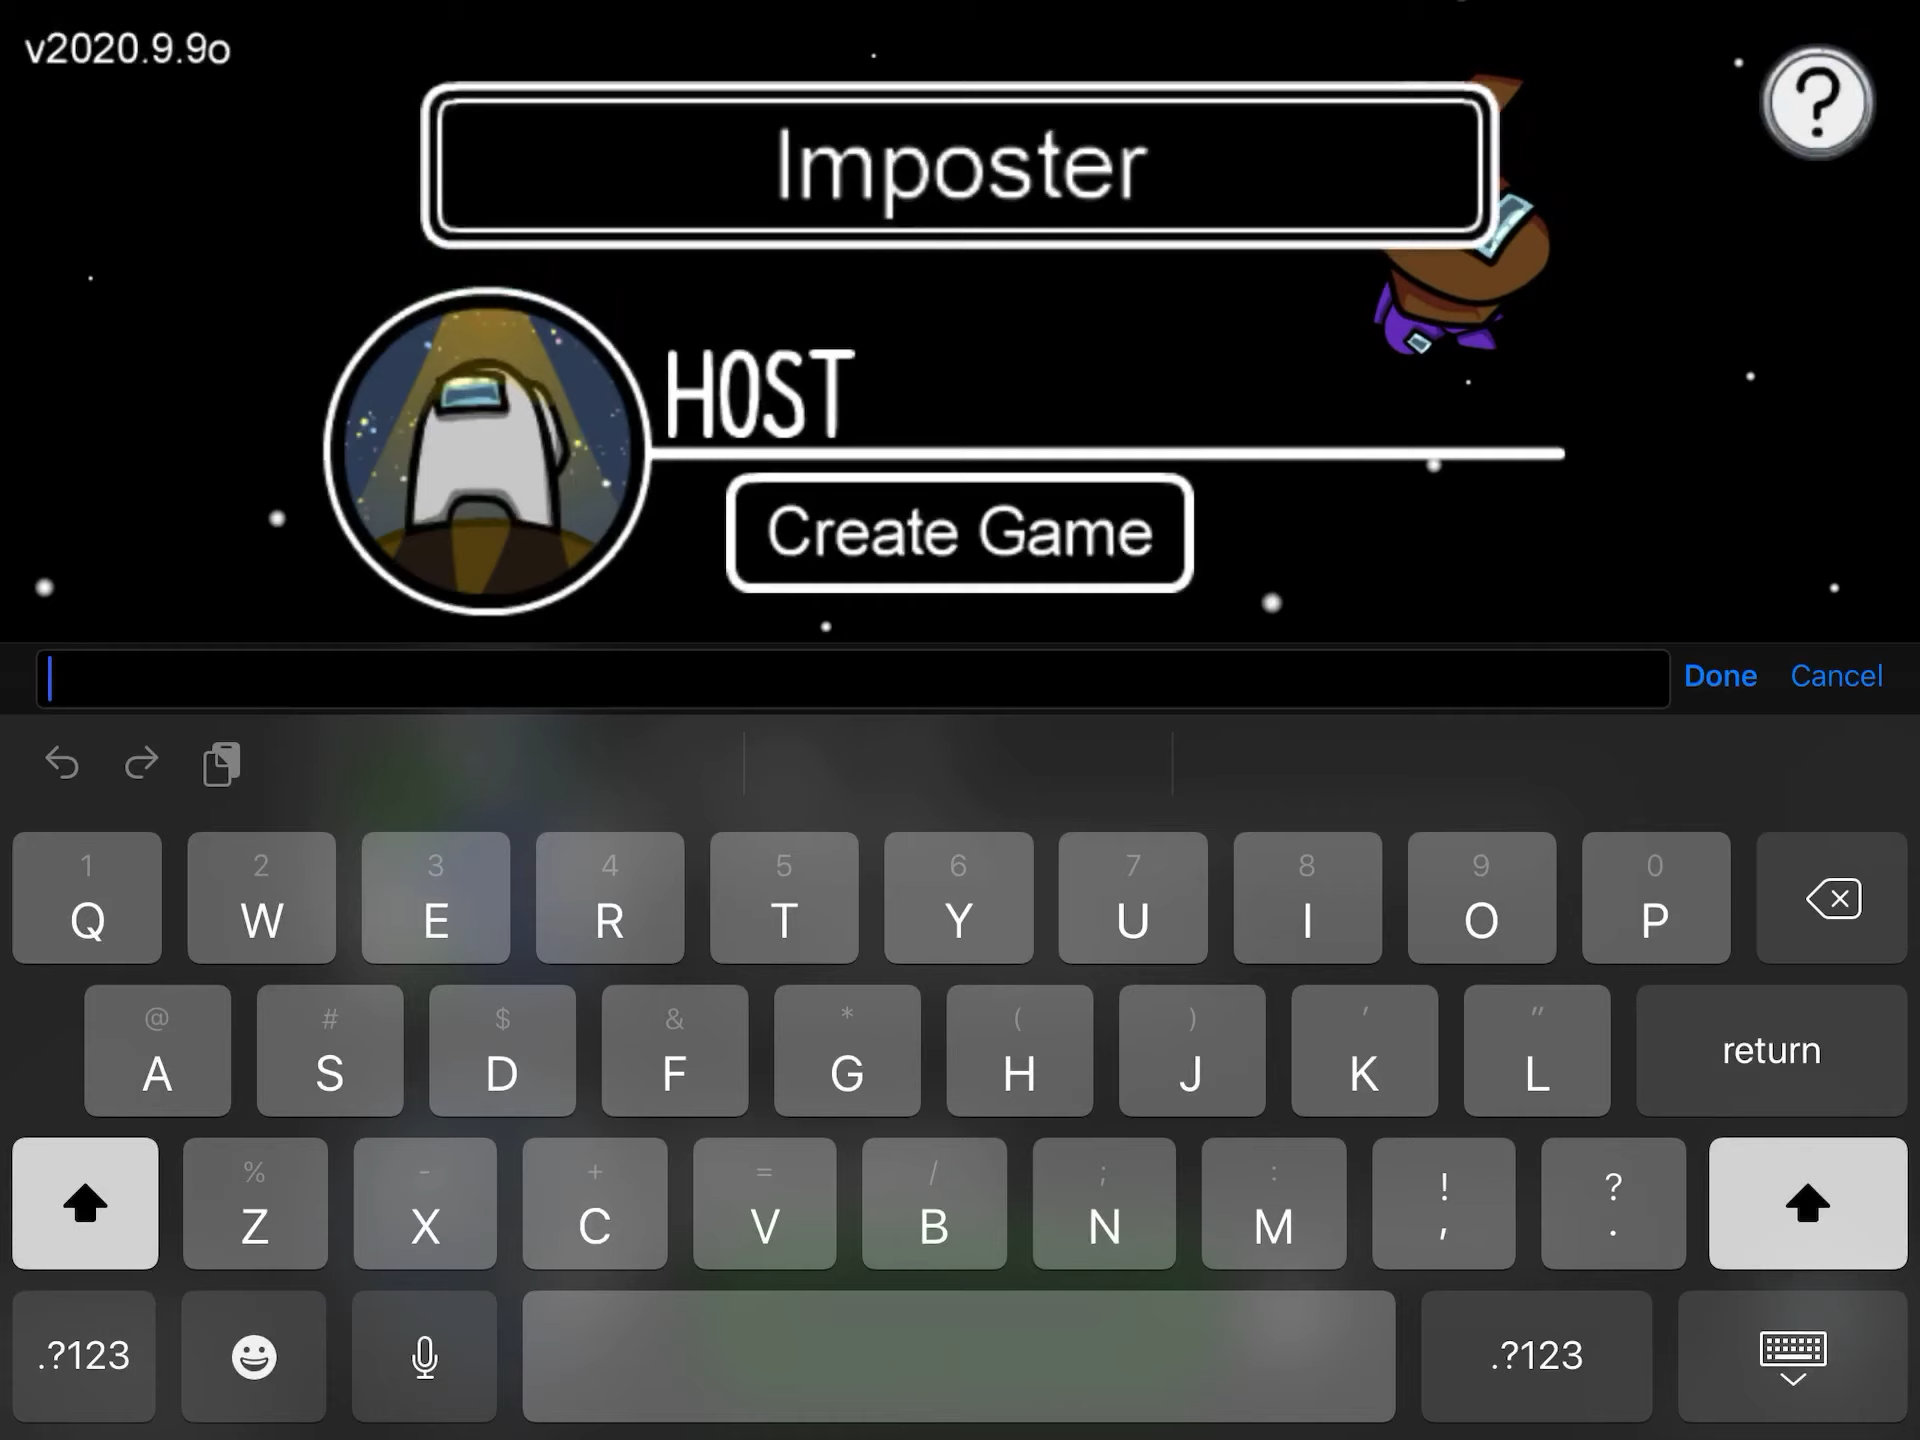 v2020.9.9o
?
Imposter
HOST
Create Game
Done Cancel
1 2 3 4 5 6 7 8 9 0
Q W E R T Y U I O P
@ # $ & * ( ) ' "
A S D F G H J K L return
% - + = / ; : ! ?
Z X C V B N M , .
.?123 .?123